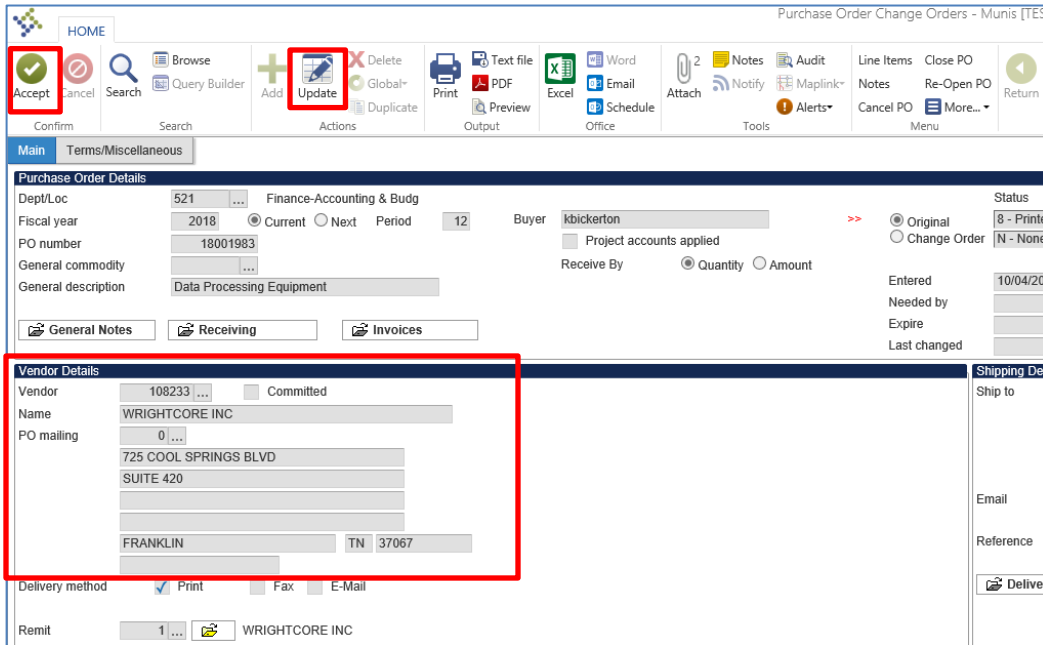 Purchase Order Change Orders - Munis [TES
HOME
Accept
Cancel
Search
Browse
Query Builder
Add
Update
Delete
Global
Duplicate
Print
Text file
PDF
Preview
Excel
Word
Email
Schedule
Attach
2
Notes
Notify
Audit
Maplink
Alerts
Line Items
Close PO
Notes
Re-Open PO
Cancel PO
More...
Return
Confirm
Search
Actions
Output
Office
Tools
Menu
Main
Terms/Miscellaneous
Purchase Order Details
Dept/Loc 521 ... Finance-Accounting & Budg
Status
Fiscal year 2018 Current Next Period 12 Buyer kbickerton >> Original 8 - Printe
PO number 18001983 Project accounts applied Change Order N - None
General commodity ... Receive By Quantity Amount
Entered 10/04/20
General description Data Processing Equipment
Needed by
Expire
Last changed
General Notes Receiving Invoices
Vendor Details
Vendor 108233 ... Committed
Name WRIGHTCORE INC
PO mailing 0 ...
725 COOL SPRINGS BLVD
SUITE 420
FRANKLIN TN 37067
Delivery method Print Fax E-Mail
Remit 1 ... WRIGHTCORE INC
Shipping De
Ship to
Email
Reference
Delive